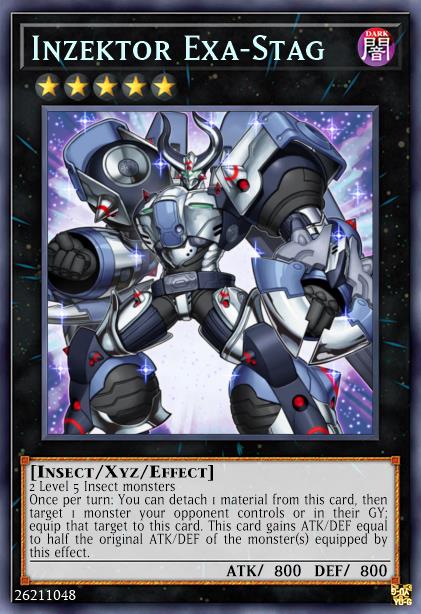 Inzektor Exa-Stag
DARK
闇
[Insect/Xyz/Effect]
2 Level 5 Insect monsters
Once per turn: You can detach 1 material from this card, then
target 1 monster your opponent controls or in their GY;
equip that target to this card. This card gains ATK/DEF equal
to half the original ATK/DEF of the monster(s) equipped by
this effect.
ATK/ 800 DEF/ 800
26211048